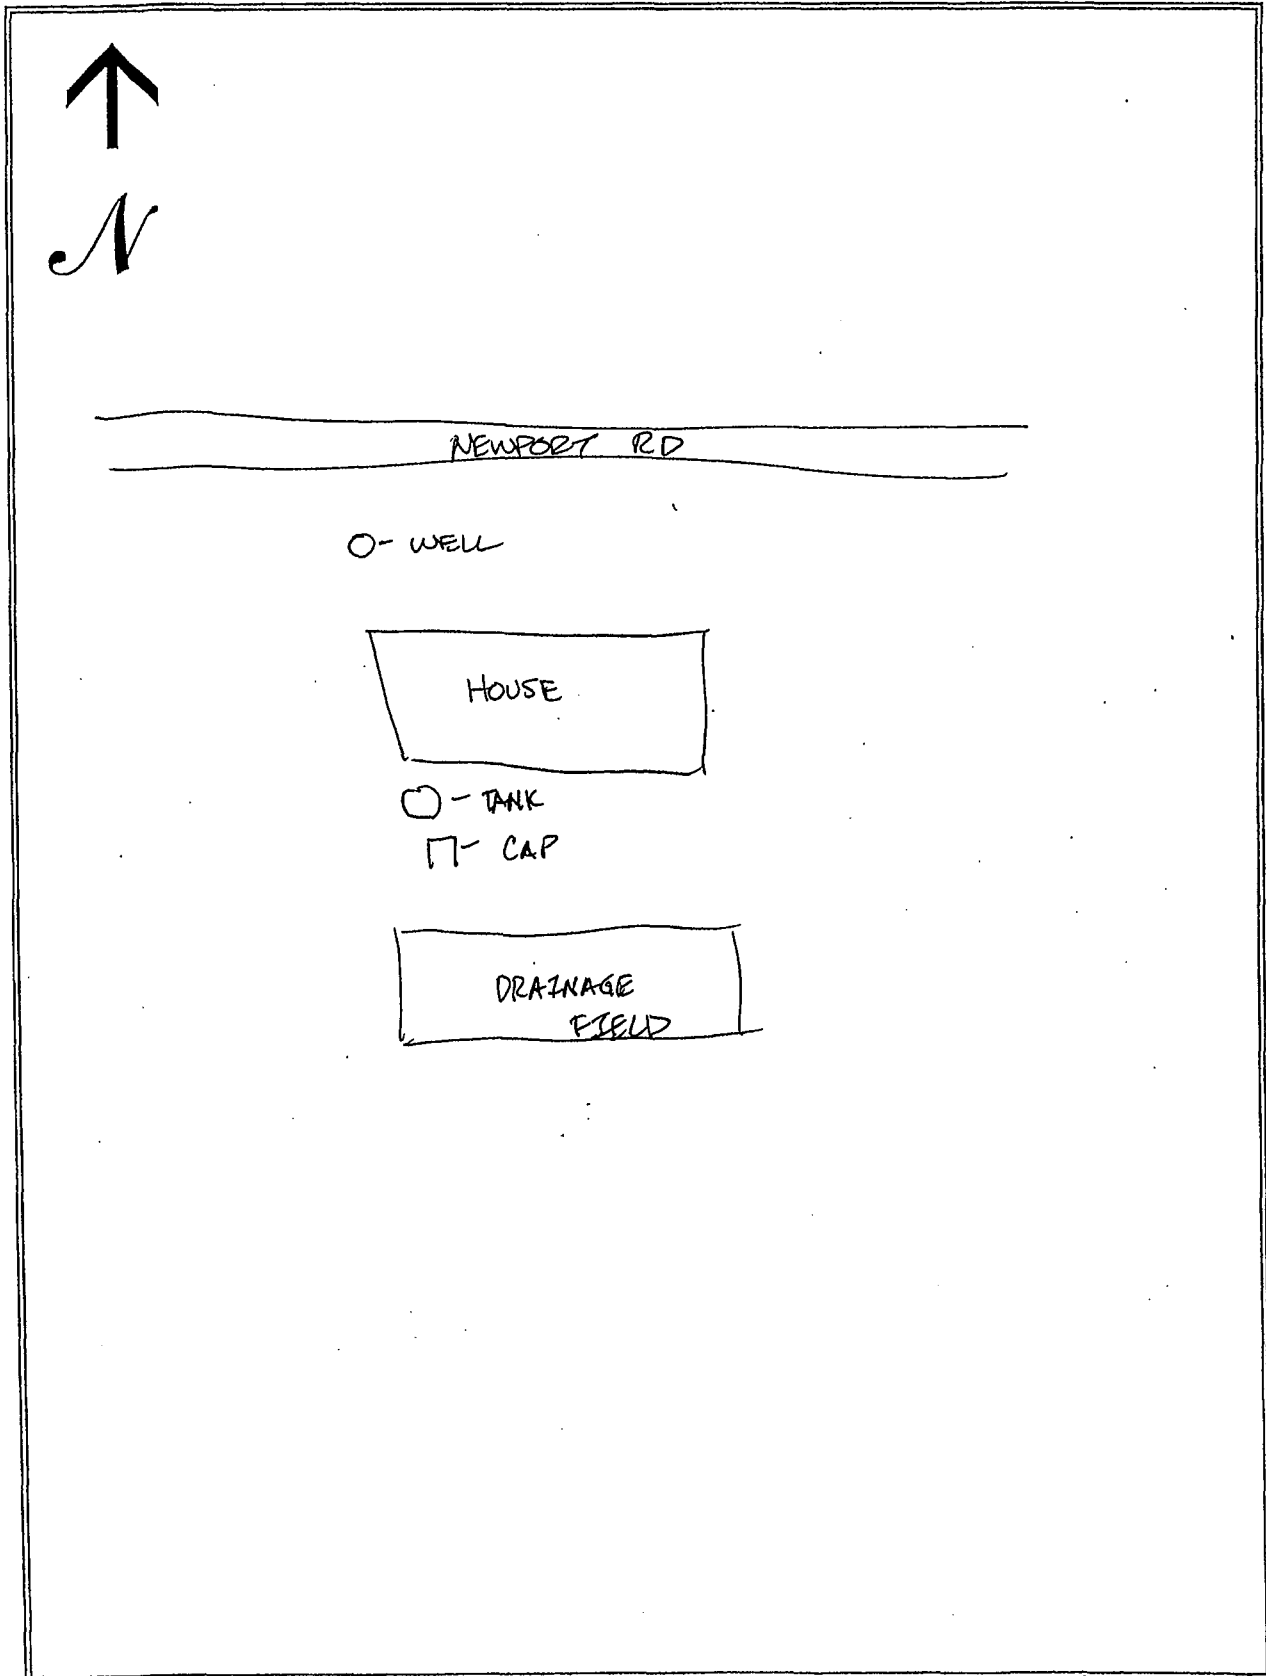 N
NEWPORT RD
O- WELL
HOUSE
- TANK
- CAP
DRAINAGE
FIELD